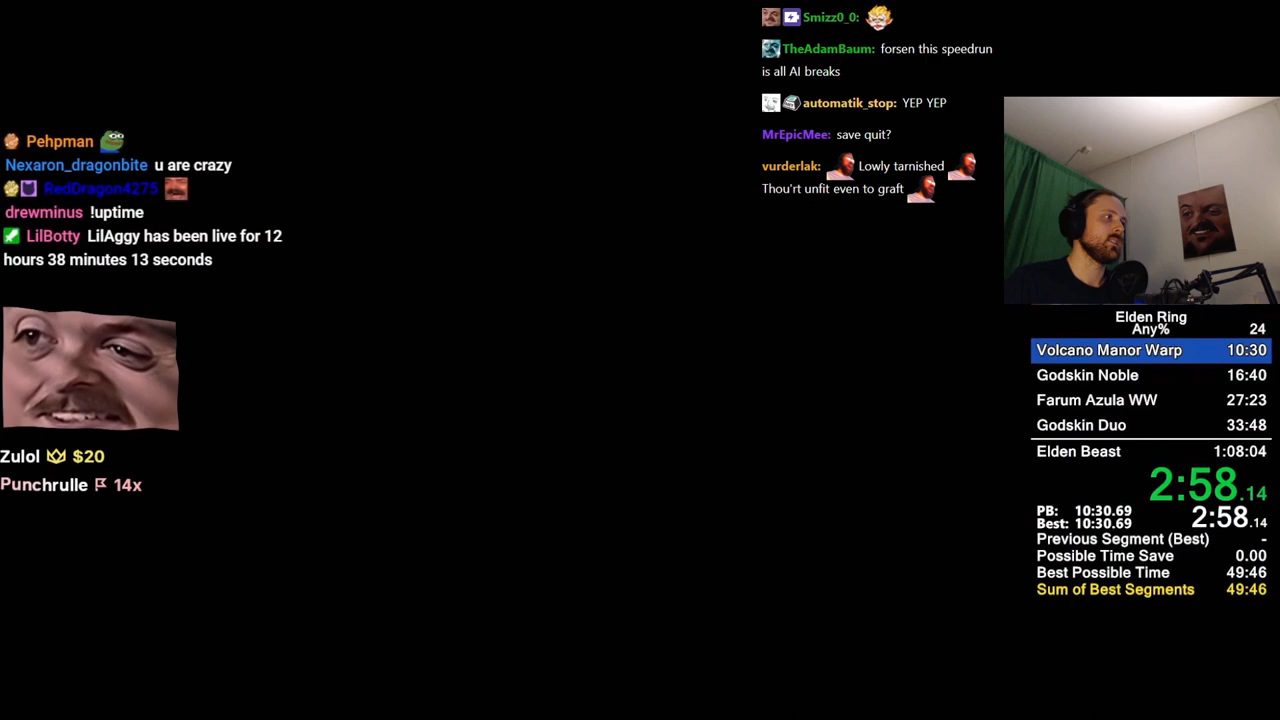 Smizz0_0:
TheAdamBaum: forsen this speedrun
is all AI breaks
automatik_stop: YEP YEP
MrEpicMee: save quit?
vurderlak: Lowly tarnished
Thou'rt unfit even to graft
Pehpman
Nexaron_dragonbite u are crazy
RedDragon4275
drewminus !uptime
LilBotty LilAggy has been live for 12
hours 38 minutes 13 seconds
Zulol $20
Punchrulle 14x
Elden Ring
Any% 24
Volcano Manor Warp 10:30
Godskin Noble 16:40
Farum Azula WW 27:23
Godskin Duo 33:48
Elden Beast 1:08:04
2:58.14
PB: 10:30.69
Best: 10:30.69 2:58.14
Previous Segment (Best) -
Possible Time Save 0.00
Best Possible Time 49:46
Sum of Best Segments 49:46